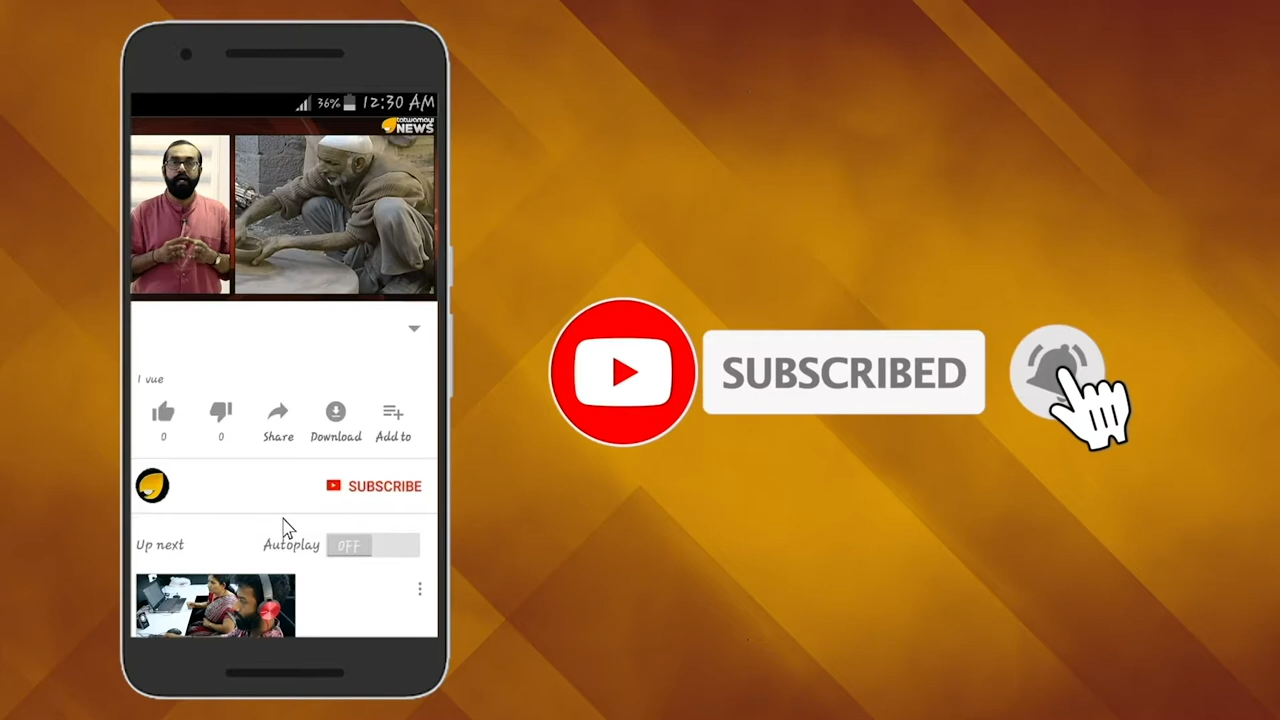 36% 12:30 AM
tatwamayi
NEWS
1 vue
0 0 Share Download Add to
SUBSCRIBE
Up next Autoplay OFF
SUBSCRIBED